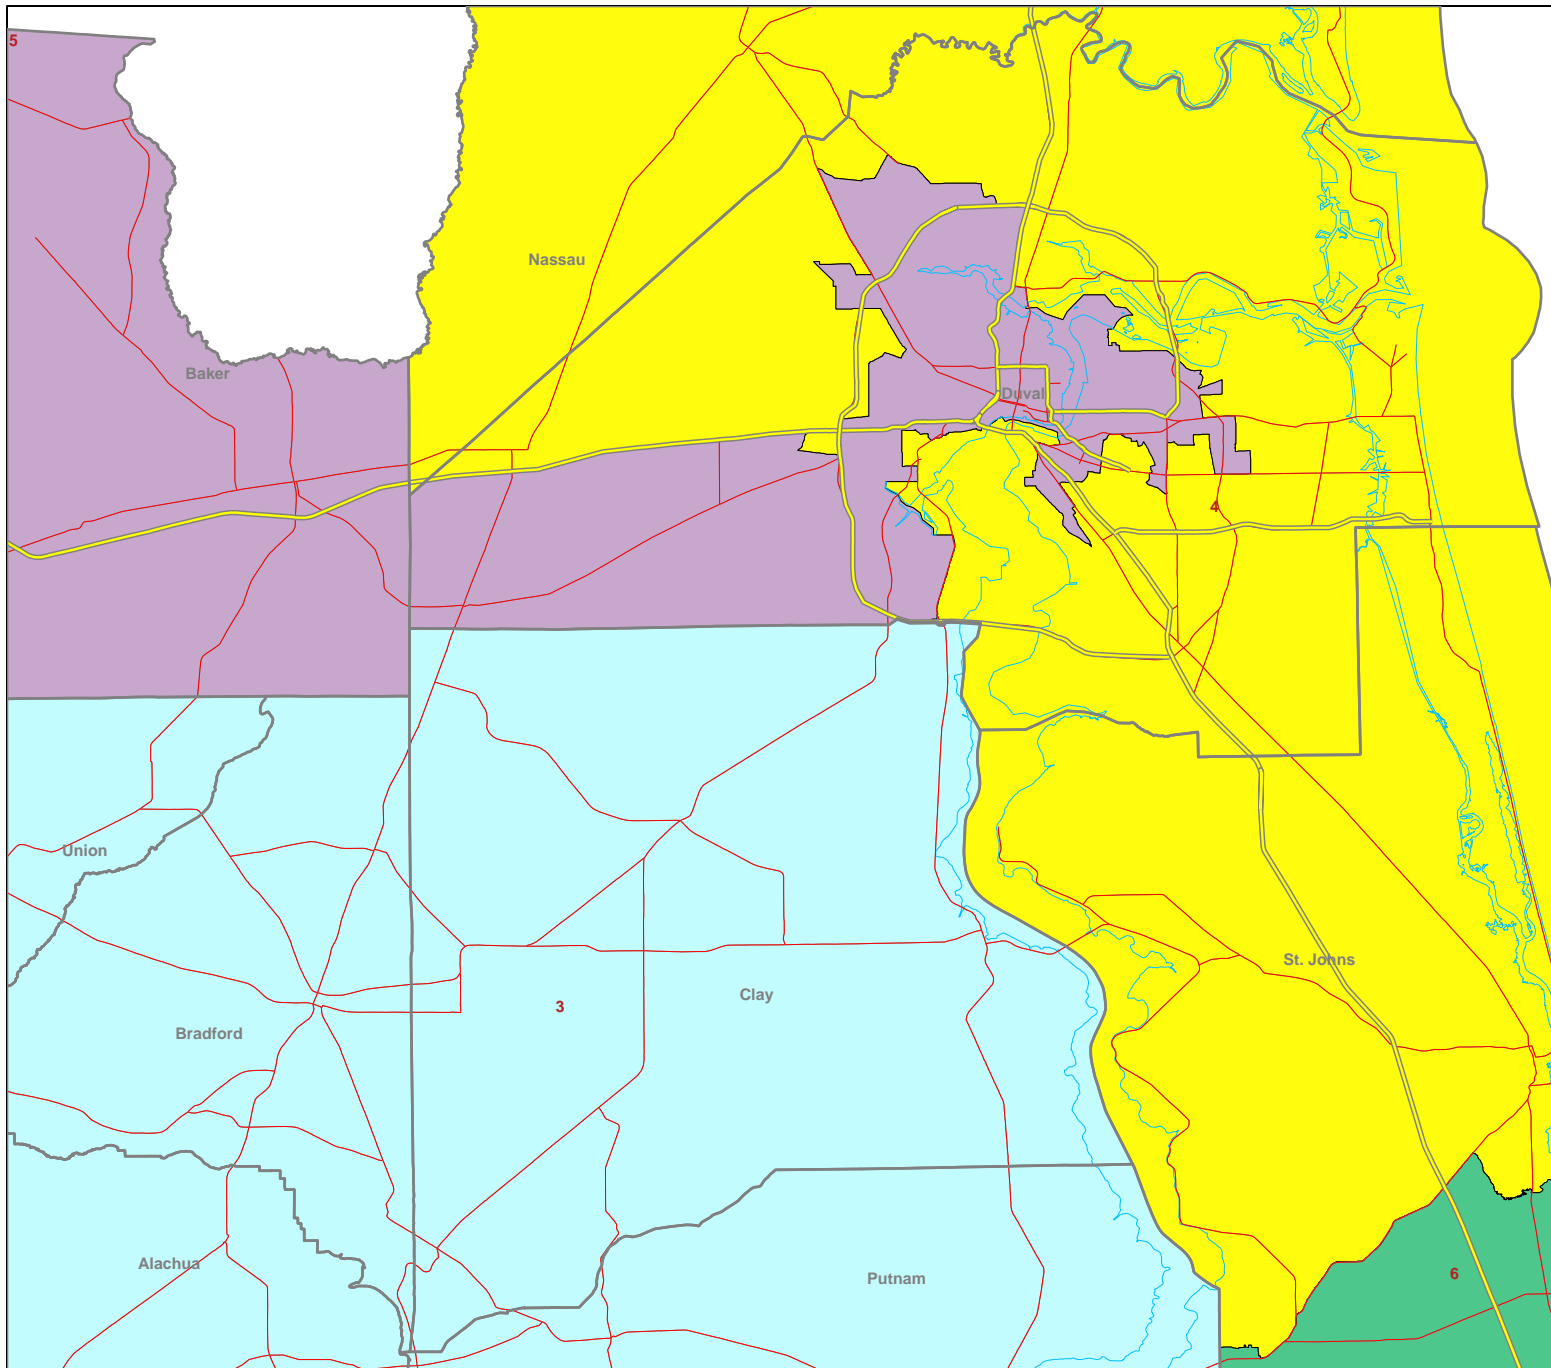 5
Nassau
Baker
Duval
4
Union
St. Johns
Clay
3
Bradford
Alachua
6
Putnam